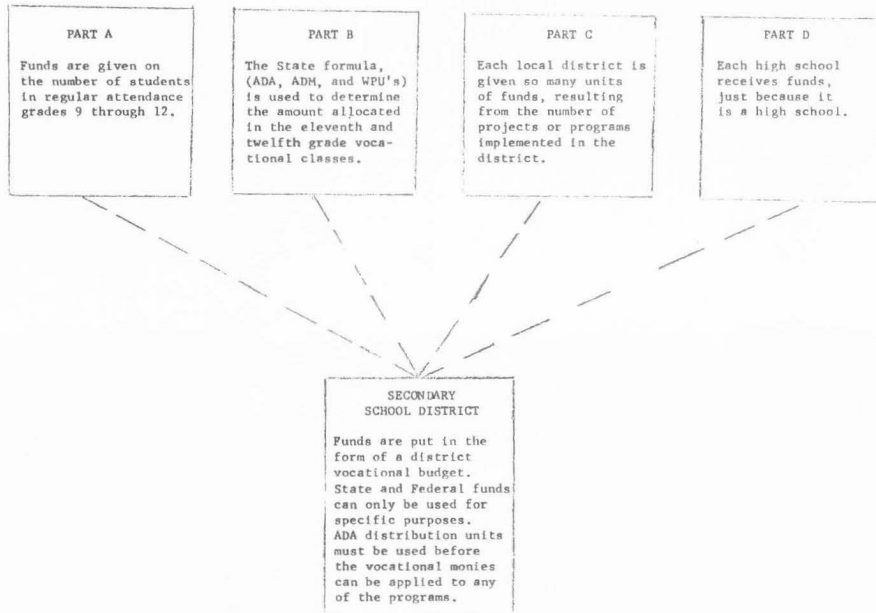 PART A
Funds are given on
the number of students
in regular attendance
grades 9 through 12.
PART B
The State formula,
(ADA, ADM, and WPU's)
is used to determine
the amount allocated
in the eleventh and
twelfth grade voca-
tional classes.
PART C
Each local district is
given so many units
of funds, resulting
from the number of
projects or programs
implemented in the
district.
PART D
Each high school
receives funds,
just because it
is a high school.
SECONDARY
SCHOOL DISTRICT
Funds are put in the
form of a district
vocational budget.
State and Federal funds
can only be used for
specific purposes.
ADA distribution units
must be used before
the vocational monies
can be applied to any
of the programs.